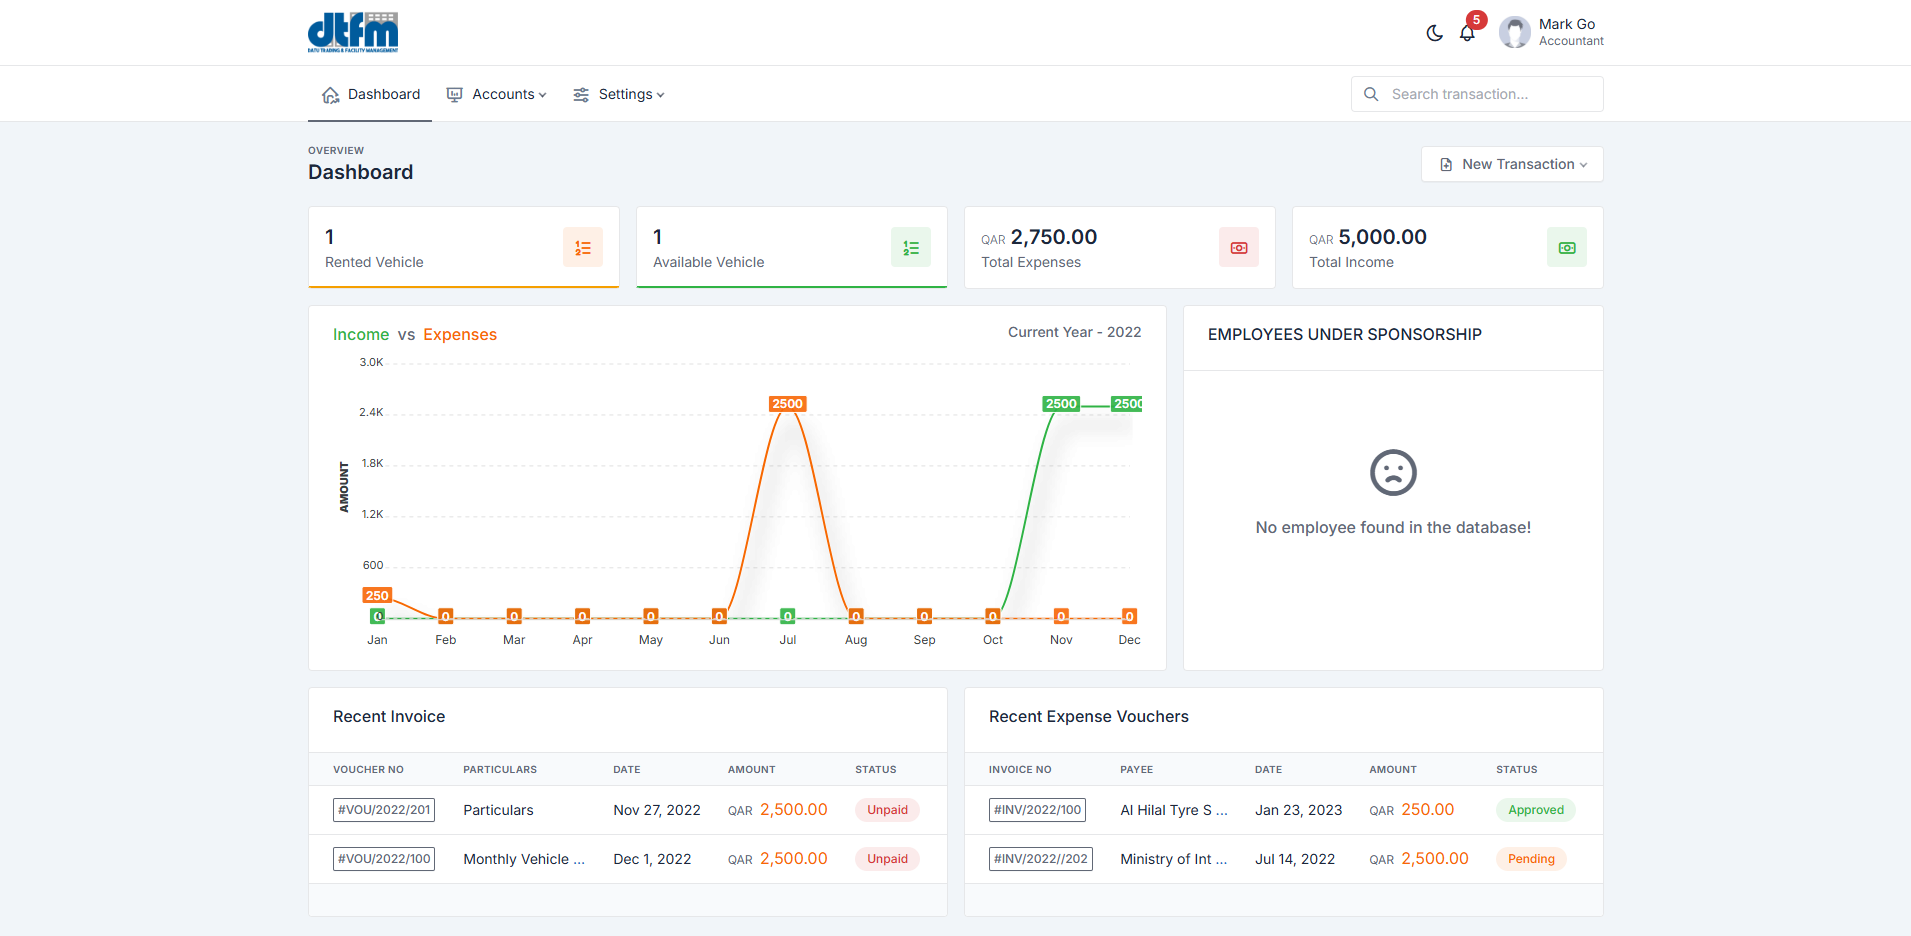 dtfm
DATU TRADING & FACILITY MANAGEMENT
5
Mark Go
Accountant
Dashboard
Accounts
Settings
Search transaction...
OVERVIEW
Dashboard
New Transaction
1
Rented Vehicle
1
Available Vehicle
QAR 2,750.00
Total Expenses
QAR 5,000.00
Total Income
Income vs Expenses
Current Year - 2022
3.0K
2.4K
1.8K
1.2K
600
AMOUNT
250
2500
2500
2500
0 0 0 0 0 0 0 0 0 0 0 0
Jan Feb Mar Apr May Jun Jul Aug Sep Oct Nov Dec
EMPLOYEES UNDER SPONSORSHIP
No employee found in the database!
Recent Invoice
VOUCHER NO PARTICULARS DATE AMOUNT STATUS
#VOU/2022/201 Particulars Nov 27, 2022 QAR 2,500.00 Unpaid
#VOU/2022/100 Monthly Vehicle ... Dec 1, 2022 QAR 2,500.00 Unpaid
Recent Expense Vouchers
INVOICE NO PAYEE DATE AMOUNT STATUS
#INV/2022/100 Al Hilal Tyre S ... Jan 23, 2023 QAR 250.00 Approved
#INV/2022//202 Ministry of Int ... Jul 14, 2022 QAR 2,500.00 Pending